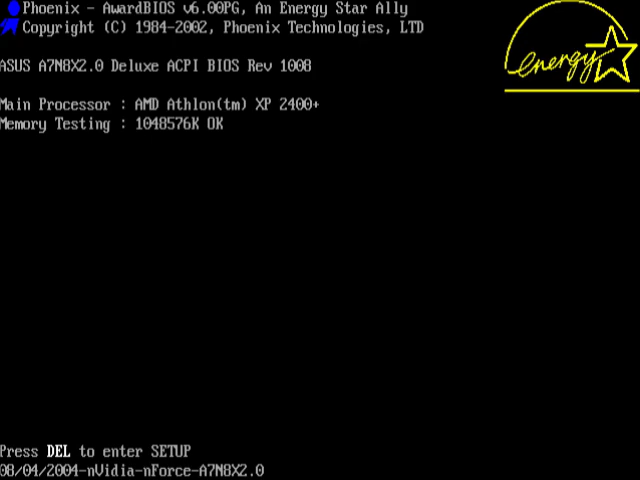 Phoenix - AwardBIOS v6.00PG, An Energy Star Ally
Copyright (C) 1984-2002, Phoenix Technologies, LTD
energy
ASUS A7N8X2.0 Deluxe ACPI BIOS Rev 1008
Main Processor : AMD Athlon(tm) XP 2400+
Memory Testing : 1048576K OK
Press DEL to enter SETUP
08/04/2004-nVidia-nForce-A7N8X2.0